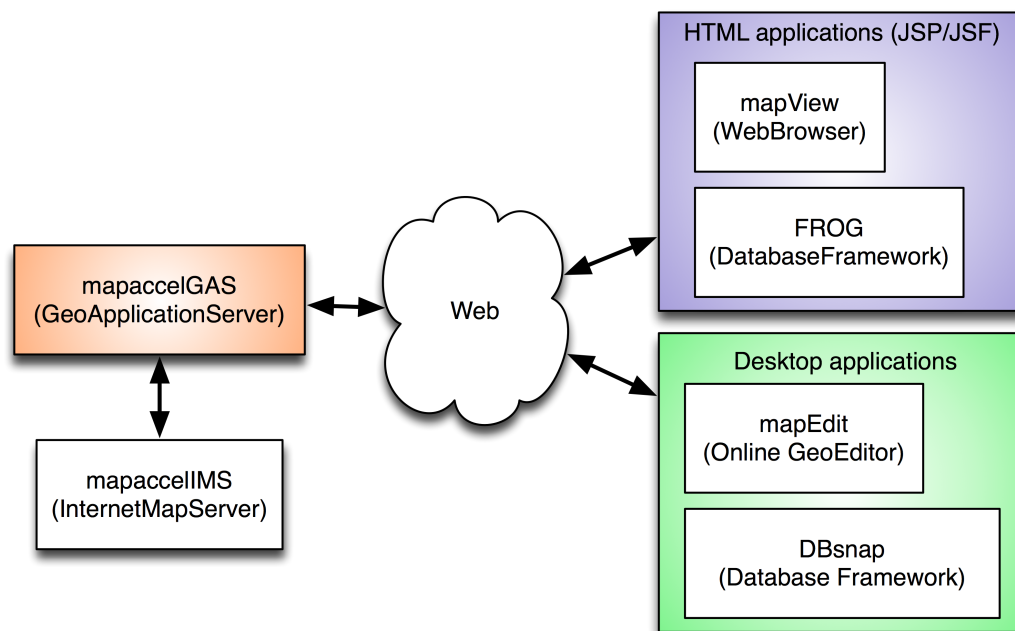 HTML applications (JSP/JSF)
mapView
(WebBrowser)
FROG
(DatabaseFramework)
mapaccelGAS
(GeoApplicationServer)
Web
Desktop applications
mapEdit
(Online GeoEditor)
mapaccelIMS
(InternetMapServer)
DBsnap
(Database Framework)